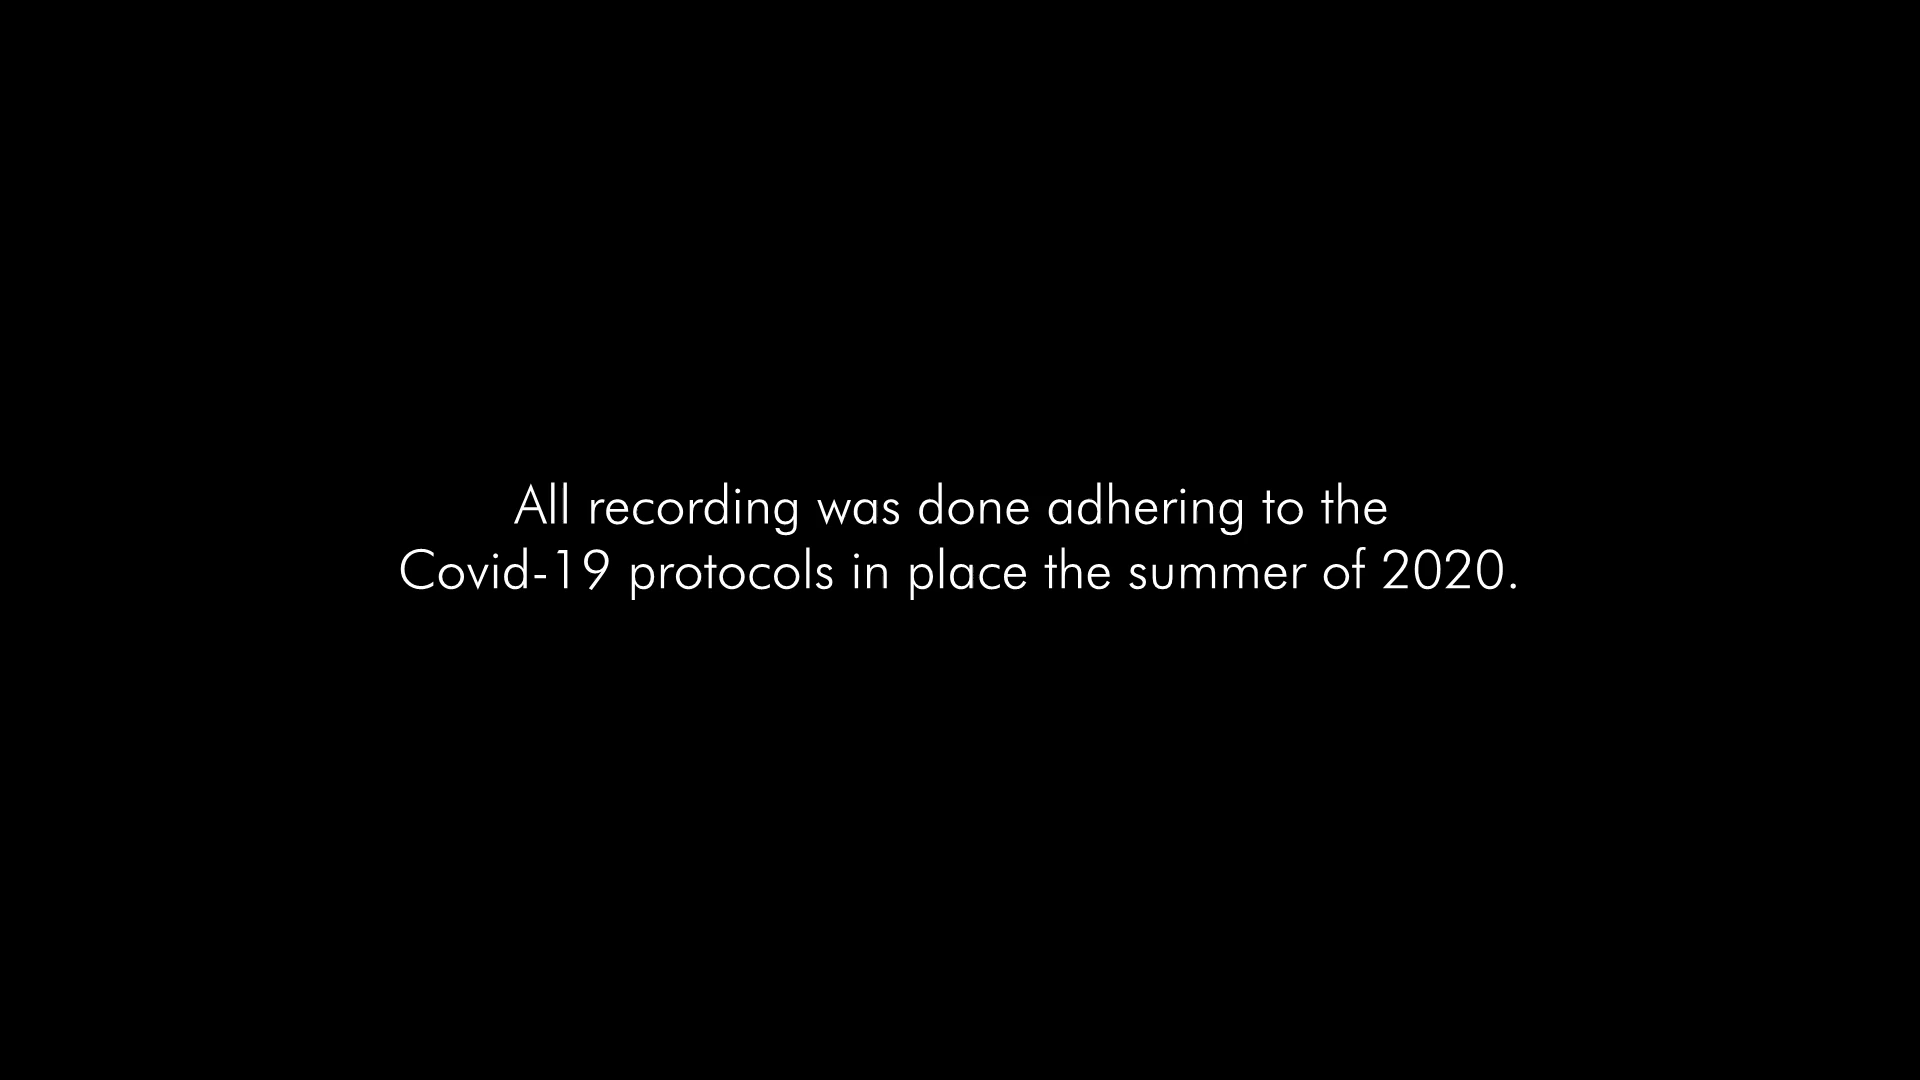 All recording was done adhering to the
Covid-19 protocols in place the summer of 2020.